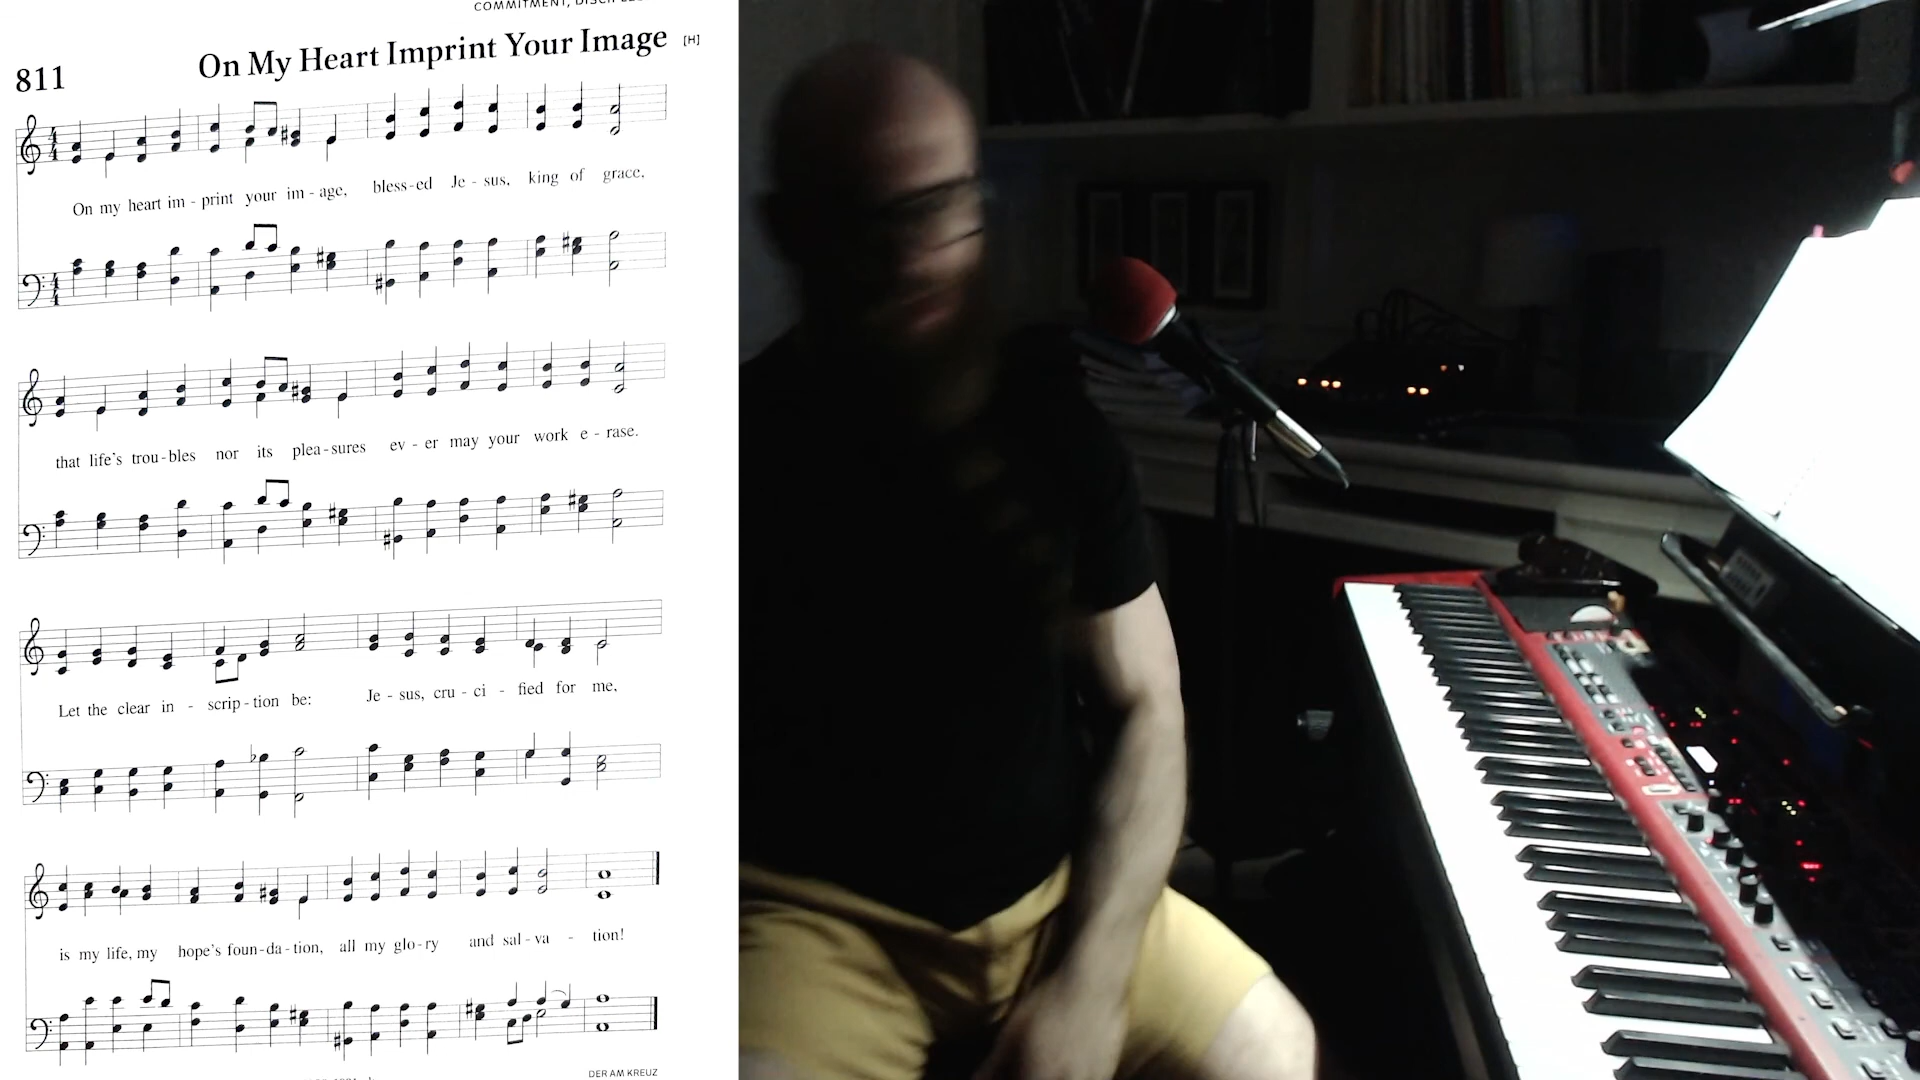 COMMITMENT,
811
On My Heart Imprint Your Image [H]
On my heart im - print your im - age, bless - ed Je - sus, king of grace,
that life's trou - bles nor its plea - sures ev - er may your work e - rase.
Let the clear in - scrip - tion be: Je - sus, cru - ci - fied for me,
is my life, my hope's foun - da - tion, all my glo - ry and sal - va - tion!
DER AM KREUZ